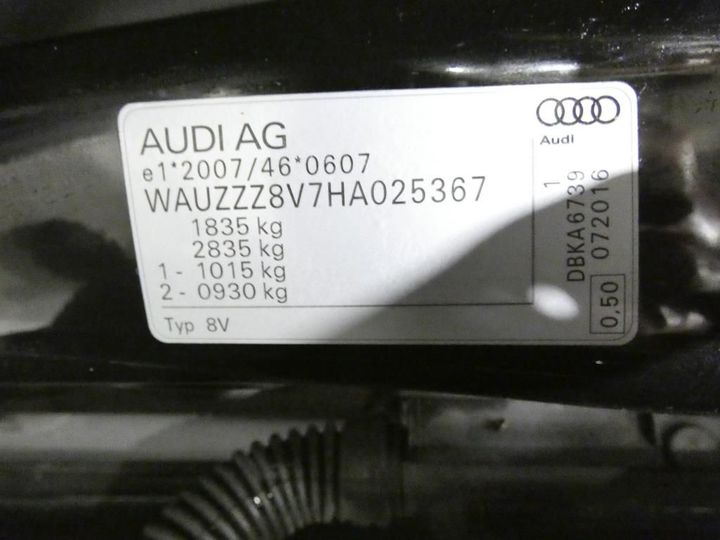 AUDI AG
e1*2007/46*0607
WAUZZZ8V7HA025367
1835 kg
2835 kg
1 - 1015 kg
2 - 0930 kg
Typ 8V
Audi
1
DBKA6739
072016
0,50